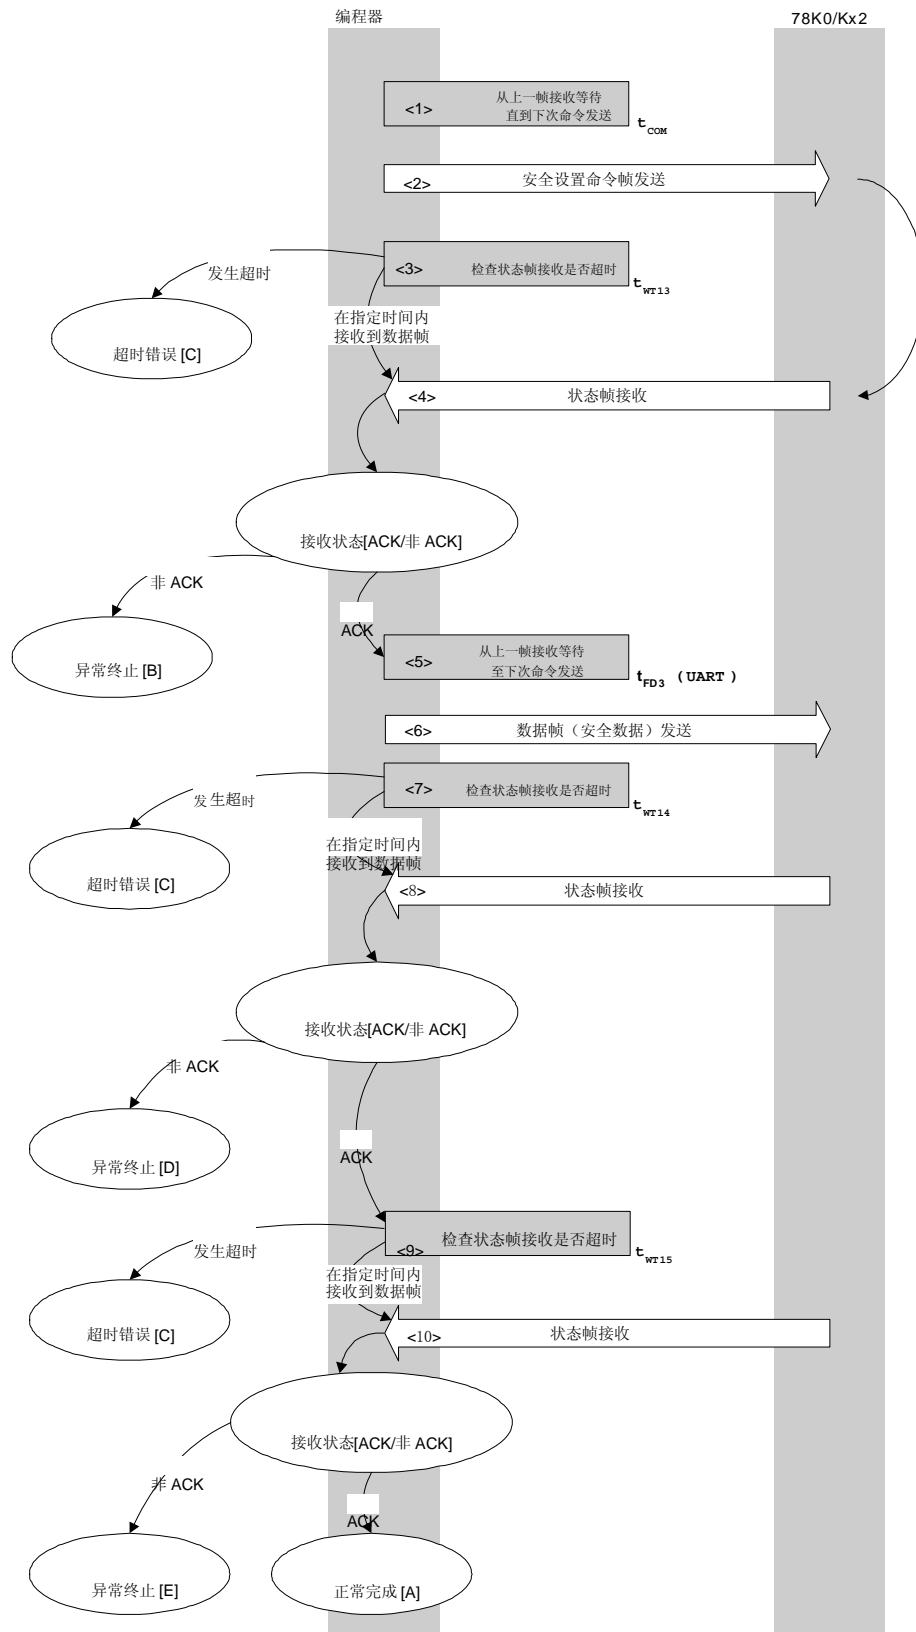 编程器
78K0/Kx2
<1> 从上一帧接收等待
直到下次命令发送
tCOM
<2> 安全设置命令帧发送
<3> 检查状态帧接收是否超时
tWT13
发生超时
超时错误 [C]
在指定时间内
接收到数据帧
<4> 状态帧接收
接收状态[ACK/非 ACK]
非 ACK
ACK
异常终止 [B]
<5> 从上一帧接收等待
至下次命令发送
tFD3 (UART)
<6> 数据帧（安全数据）发送
<7> 检查状态帧接收是否超时
tWT14
发生超时
超时错误 [C]
在指定时间内
接收到数据帧
<8> 状态帧接收
接收状态[ACK/非 ACK]
非 ACK
ACK
异常终止 [D]
<9> 检查状态帧接收是否超时
tWT15
发生超时
在指定时间内
接收到数据帧
超时错误 [C]
<10> 状态帧接收
接收状态[ACK/非 ACK]
非 ACK
ACK
异常终止 [E]
正常完成 [A]